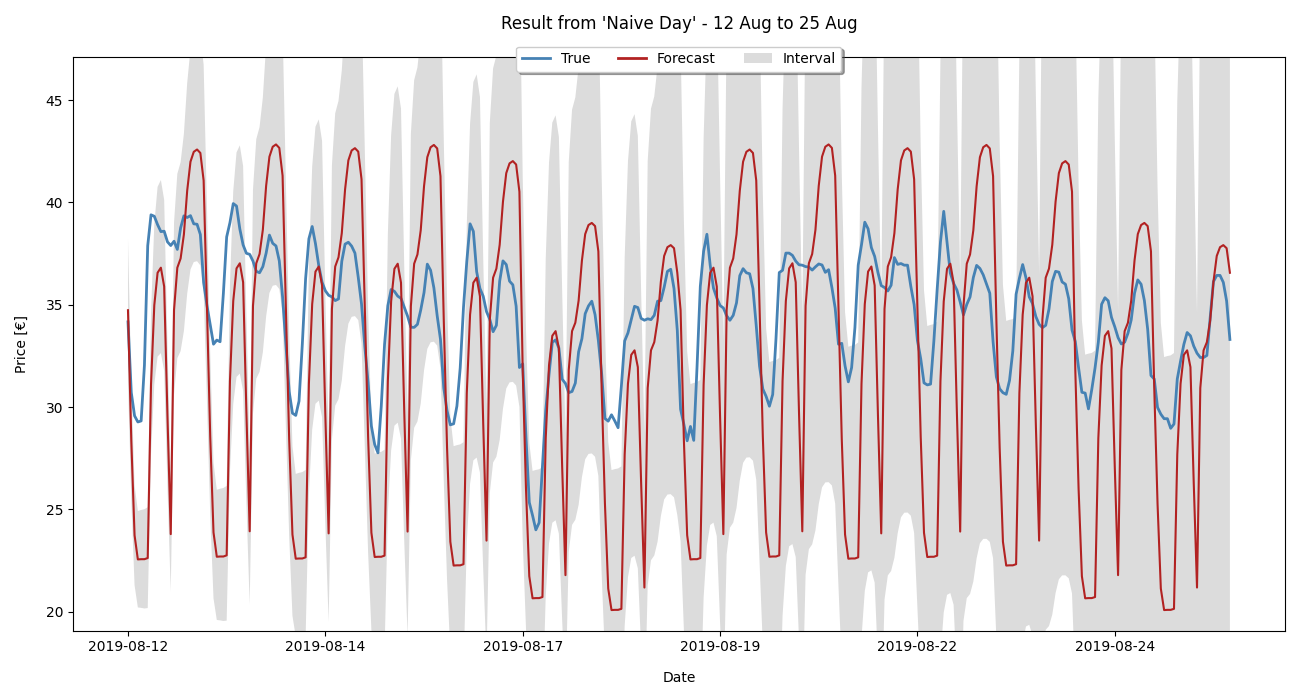 Result from 'Naive Day' - 12 Aug to 25 Aug
True Forecast Interval
Price [€]
45
40
35
30
25
20
2019-08-12 2019-08-14 2019-08-17 2019-08-19 2019-08-22 2019-08-24
Date